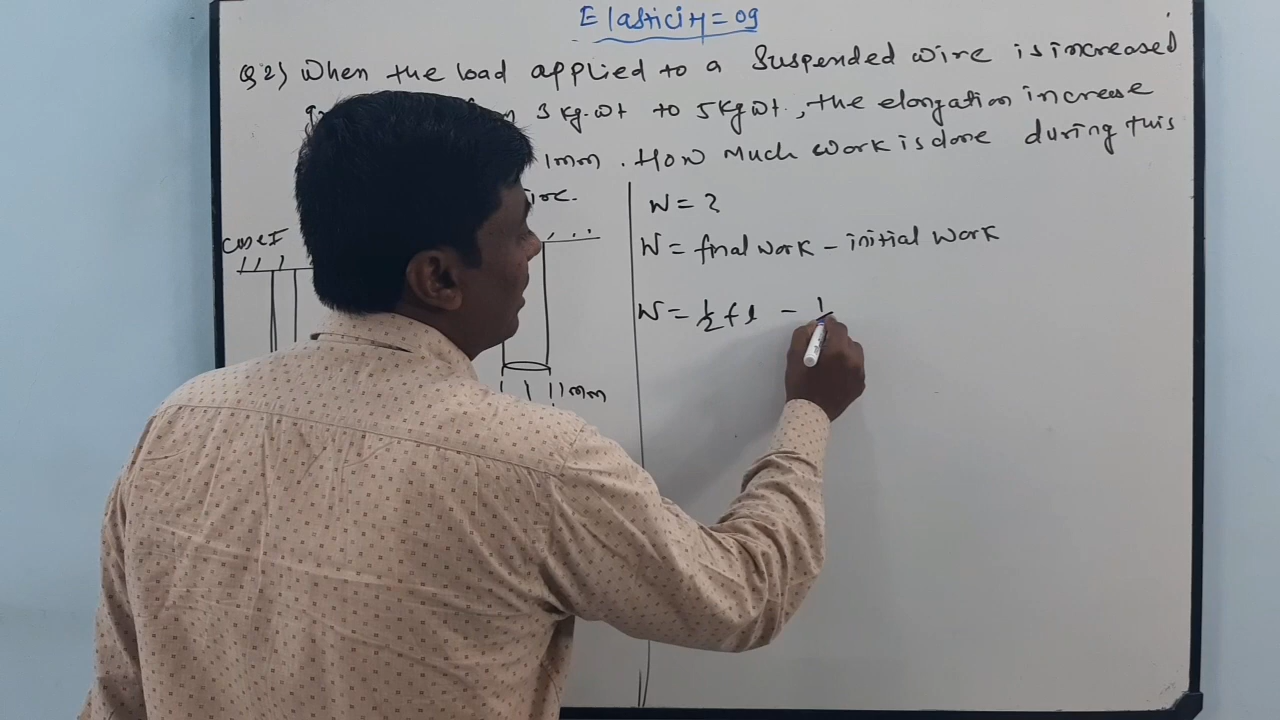 Elasticity = 09
Q 2) When the load applied to a Suspended wire is increased
3 kg.wt to 5 kg wt., the elongation increase
1 mm. How Much work is done during this
W = ?
Case I
W = final work - initial work
W = 1/2 f l - 1/
1 mm